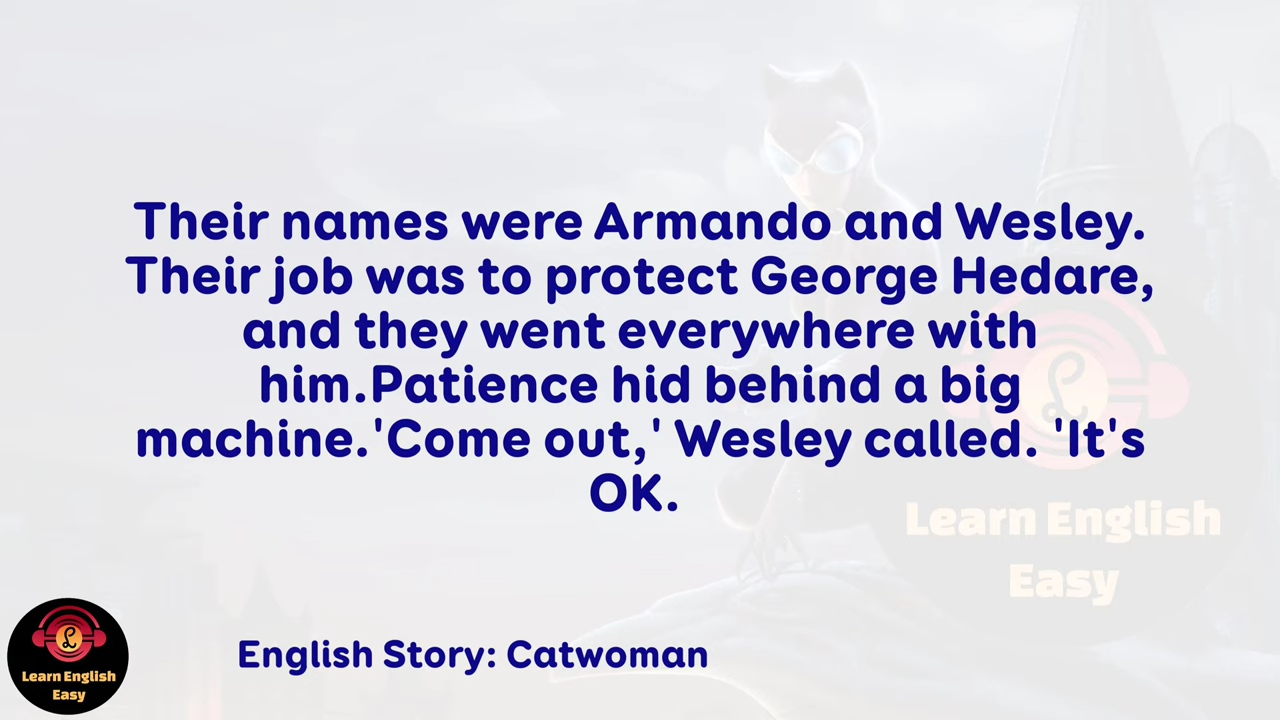 Their names were Armando and Wesley.
Their job was to protect George Hedare,
and they went everywhere with
him.Patience hid behind a big
machine.'Come out,' Wesley called. 'It's
OK.
Learn English
Easy
English Story: Catwoman
Learn English
Easy